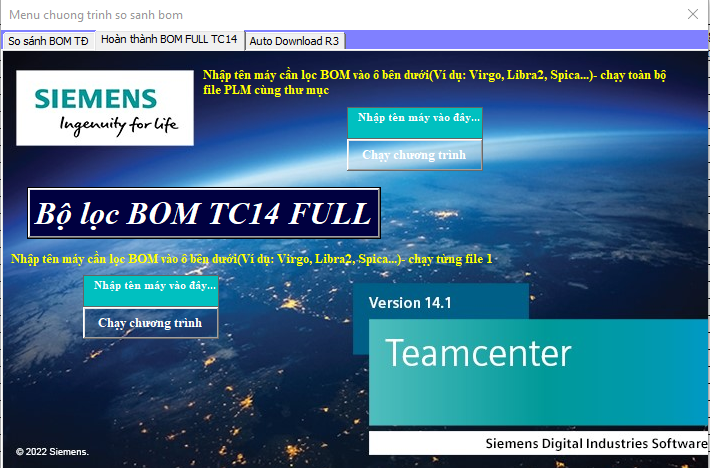 Menu chuong trinh so sanh bom
So sánh BOM TĐ
Hoàn thành BOM FULL TC14
Auto Download R3
SIEMENS
Ingenuity for life
Nhập tên máy cần lọc BOM vào ô bên dưới(Ví dụ: Virgo, Libra2, Spica...)- chạy toàn bộ
file PLM cùng thư mục
Nhập tên máy vào đây...
Chạy chương trình
Bộ lọc BOM TC14 FULL
Nhập tên máy cần lọc BOM vào ô bên dưới(Ví dụ: Virgo, Libra2, Spica...)- chạy từng file 1
Nhập tên máy vào đây...
Chạy chương trình
Version 14.1
Teamcenter
Siemens Digital Industries Software
© 2022 Siemens.